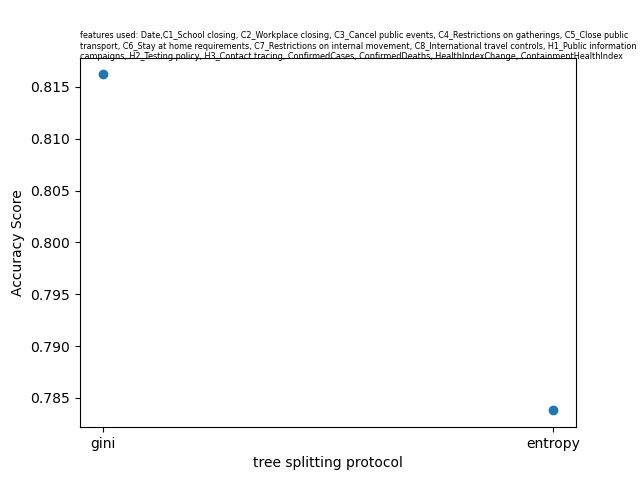 features used: Date,C1_School closing, C2_Workplace closing, C3_Cancel public events, C4_Restrictions on gatherings, C5_Close public
transport, C6_Stay at home requirements, C7_Restrictions on internal movement, C8_International travel controls, H1_Public information
campaigns, H2_Testing policy, H3_Contact tracing, ConfirmedCases, ConfirmedDeaths, HealthIndexChange, ContainmentHealthIndex
0.815
0.810
0.805
0.800
0.795
0.790
0.785
Accuracy Score
gini entropy
tree splitting protocol